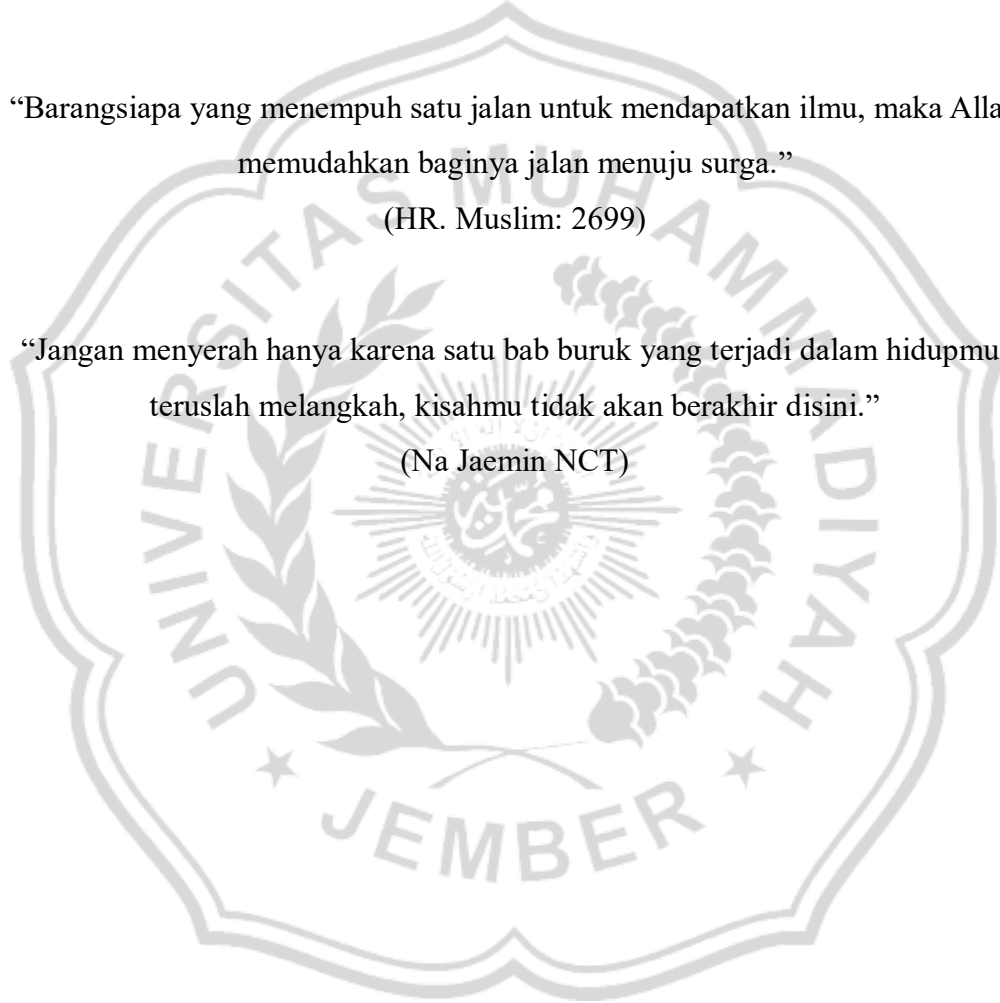 “Barangsiapa yang menempuh satu jalan untuk mendapatkan ilmu, maka Alla
memudahkan baginya jalan menuju surga.”
(HR. Muslim: 2699)
“Jangan menyerah hanya karena satu bab buruk yang terjadi dalam hidupmu,
teruslah melangkah, kisahmu tidak akan berakhir disini.”
(Na Jaemin NCT)
UNIVERSITAS MUHAMMADIYAH
JEMBER